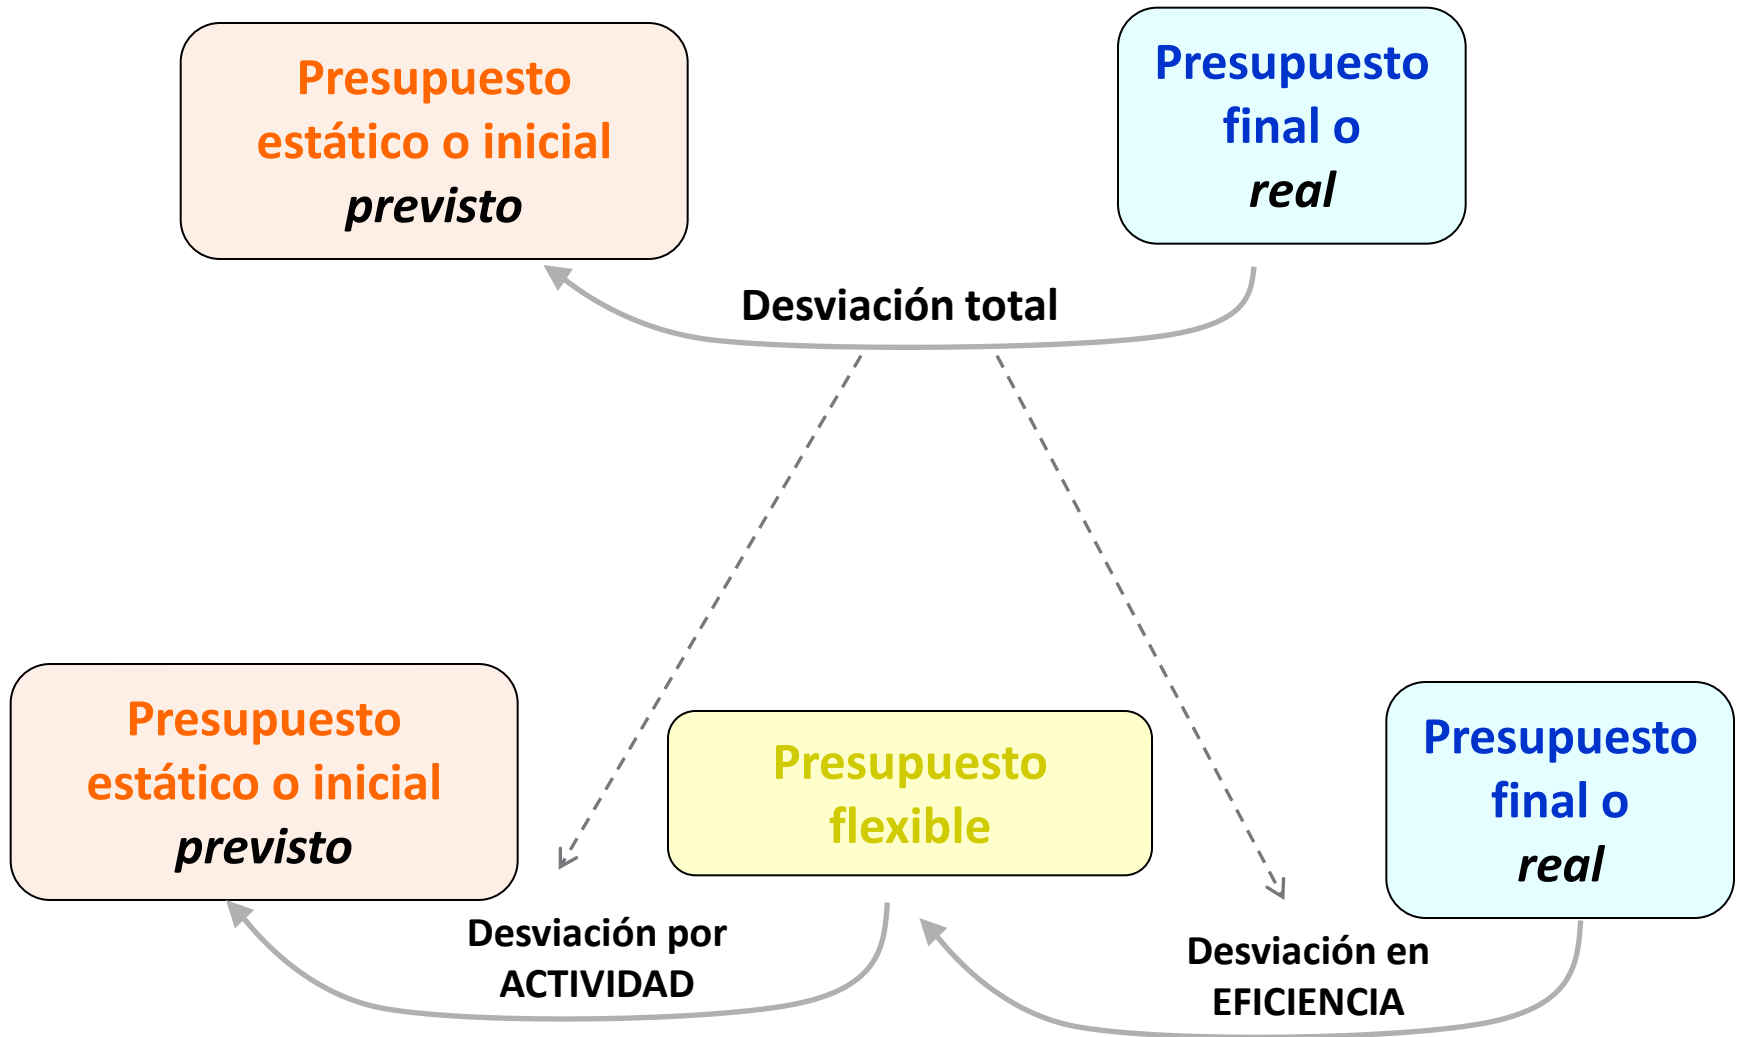 Presupuesto
estático o inicial
previsto
Presupuesto
final o
real
Desviación total
Presupuesto
estático o inicial
previsto
Presupuesto
flexible
Presupuesto
final o
real
Desviación por
ACTIVIDAD
Desviación en
EFICIENCIA